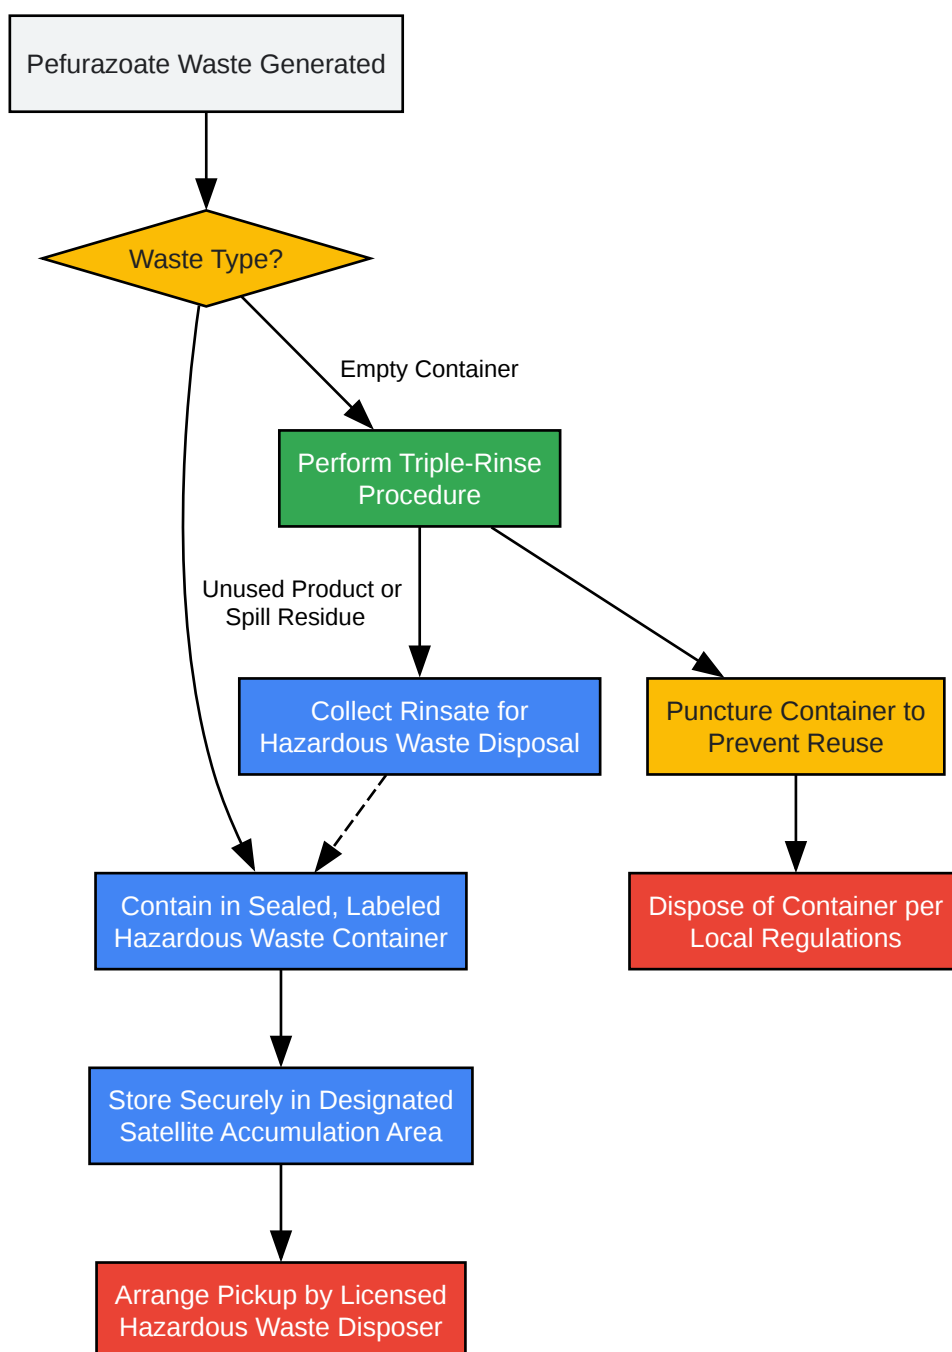 Pefurazoate Waste Generated
Waste Type?
Empty Container
Perform Triple-Rinse
Procedure
Unused Product or
Spill Residue
Collect Rinsate for
Hazardous Waste Disposal
Puncture Container to
Prevent Reuse
Contain in Sealed, Labeled
Hazardous Waste Container
Dispose of Container per
Local Regulations
Store Securely in Designated
Satellite Accumulation Area
Arrange Pickup by Licensed
Hazardous Waste Disposer